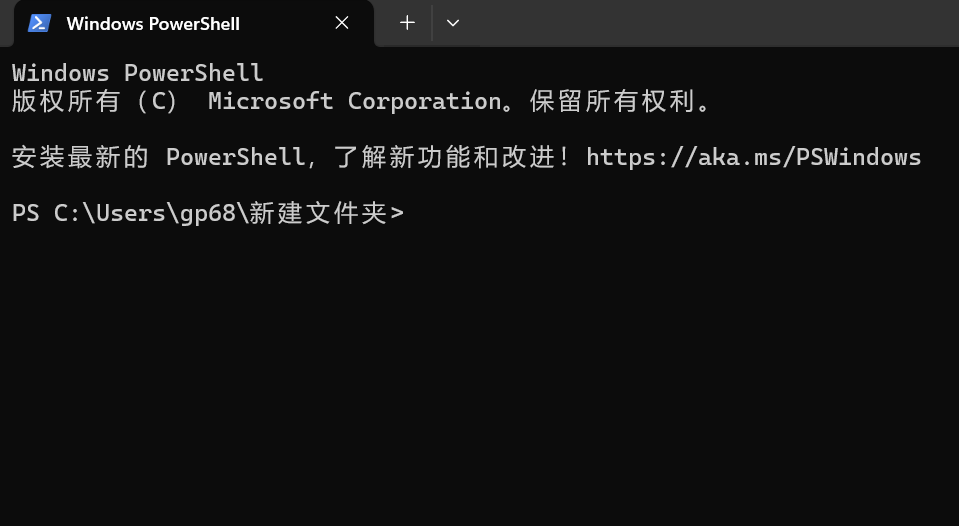 Windows PowerShell
Windows PowerShell
版权所有（C） Microsoft Corporation。保留所有权利。
安装最新的 PowerShell，了解新功能和改进！https://aka.ms/PSWindows
PS C:\Users\gp68\新建文件夹>